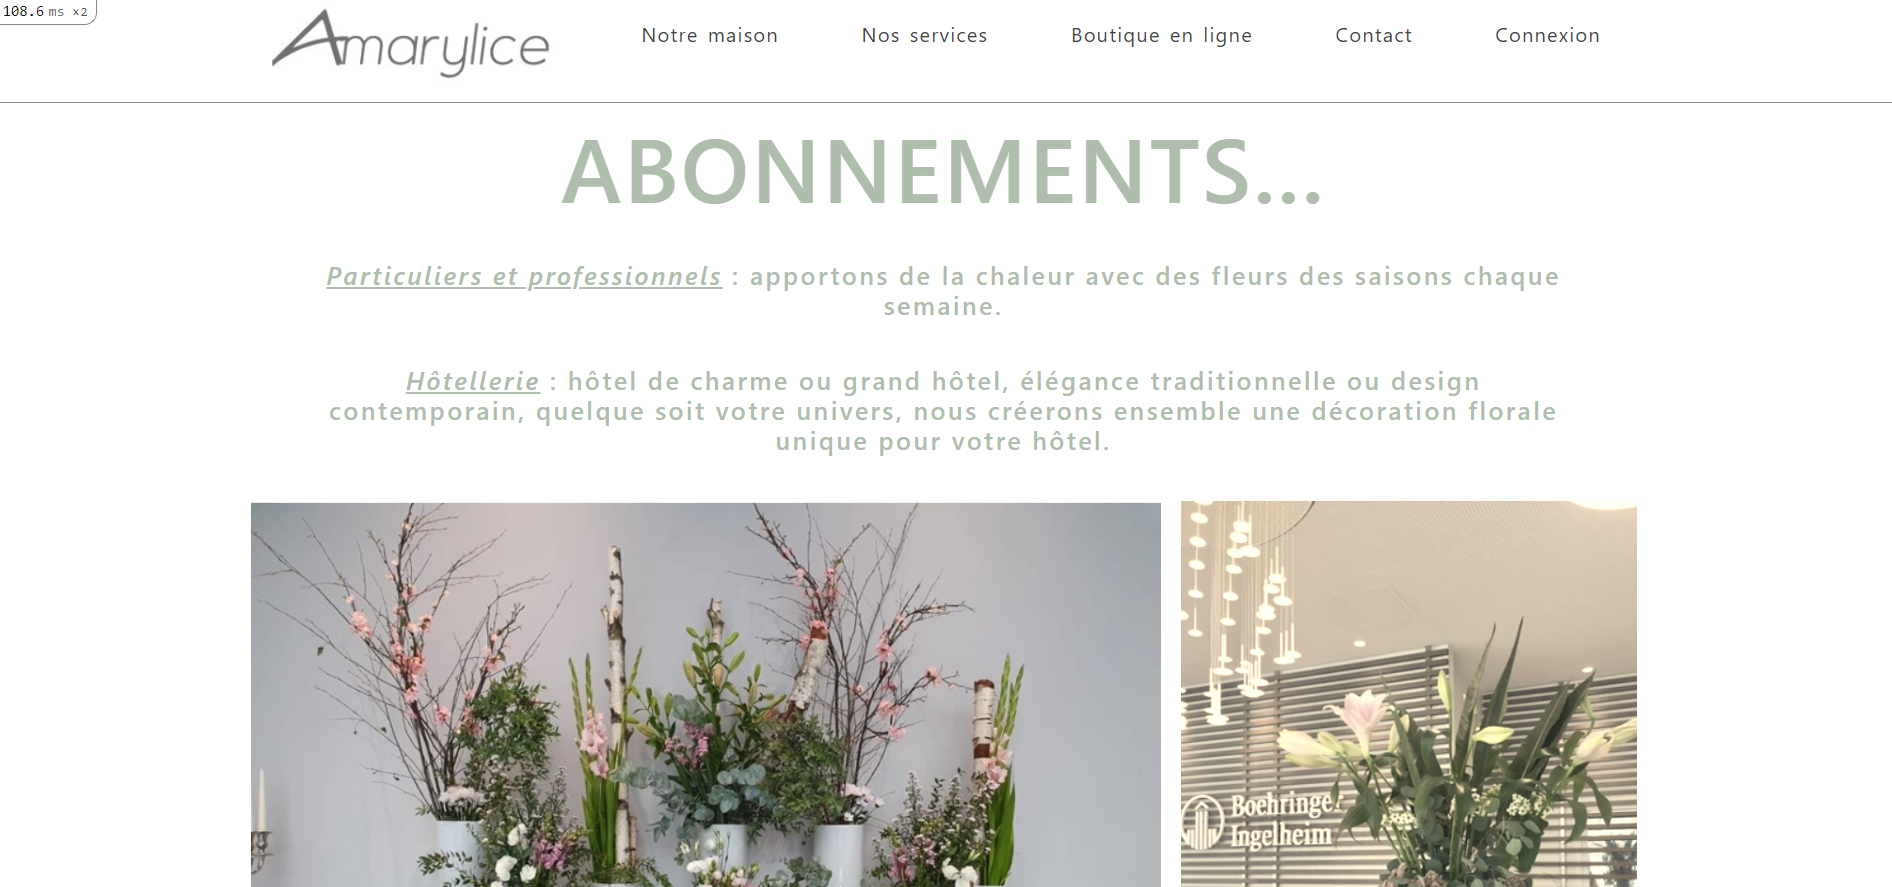 108.6 ms ×2
Amarylice
Notre maison
Nos services
Boutique en ligne
Contact
Connexion
ABONNEMENTS...
Particuliers et professionnels : apportons de la chaleur avec des fleurs des saisons chaque
semaine.
Hôtellerie : hôtel de charme ou grand hôtel, élégance traditionnelle ou design
contemporain, quelque soit votre univers, nous créerons ensemble une décoration florale
unique pour votre hôtel.
Boehringer
Ingelheim